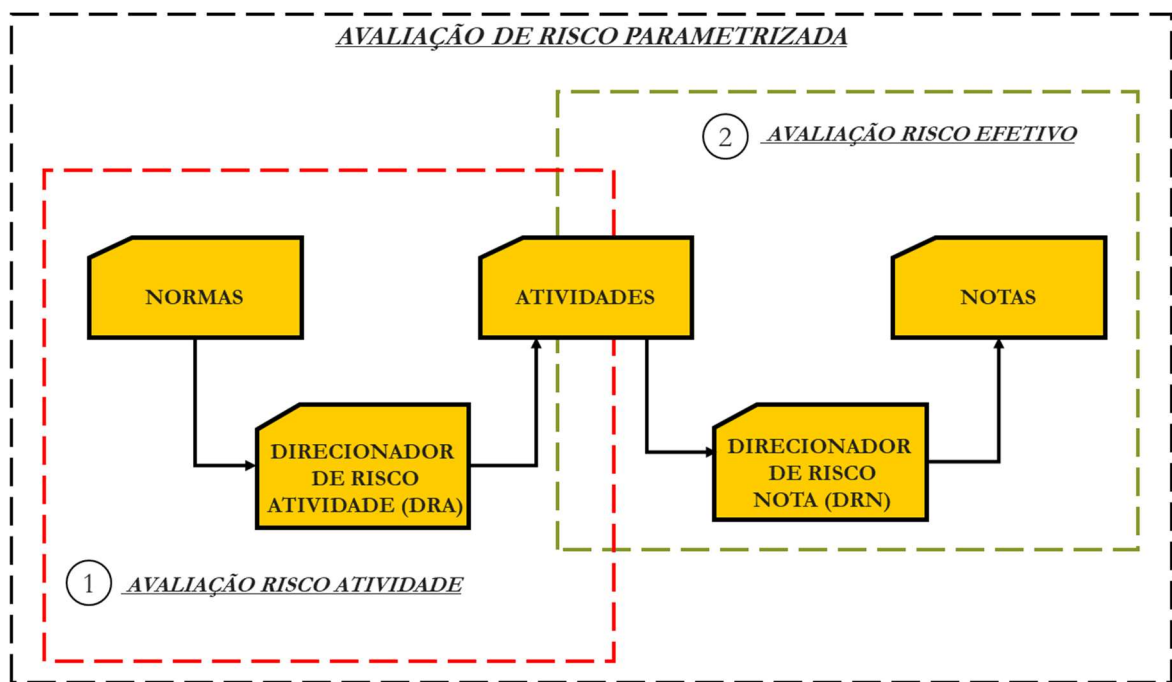 AVALIAÇÃO DE RISCO PARAMETRIZADA
2 AVALIAÇÃO RISCO EFETIVO
NORMAS
ATIVIDADES
NOTAS
DIRECIONADOR
DE RISCO
ATIVIDADE (DRA)
DIRECIONADOR
DE RISCO
NOTA (DRN)
1 AVALIAÇÃO RISCO ATIVIDADE